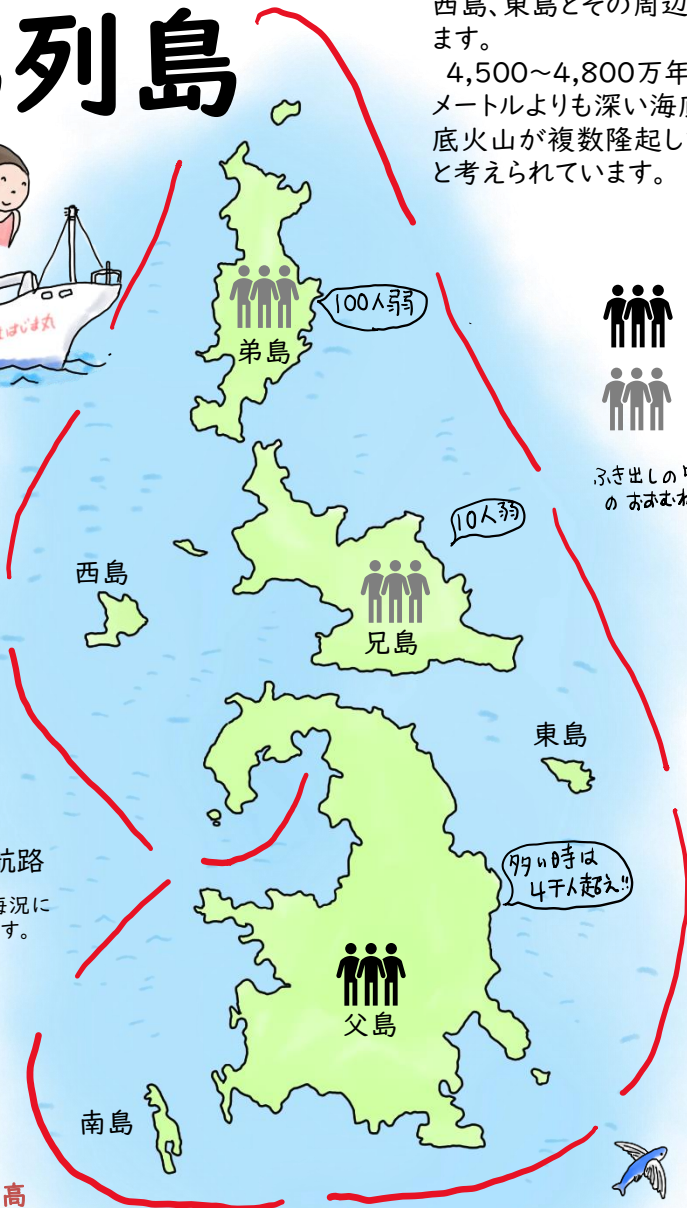 列島
西島、東島とその周辺
ます。
4,500～4,800万年
メートルよりも深い海底
底火山が複数隆起し
と考えられています。
はじま丸
100人弱
弟島
ふき出しの
の おおむね
10人弱
西島
兄島
東島
航路
海況に
す。
多い時は
4千人超え!!
父島
南島
高